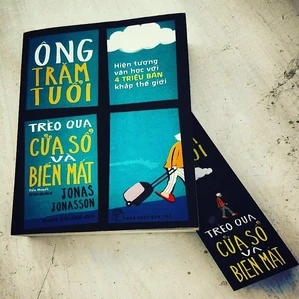 ÔNG
TRĂM
TUỔI
Hiện tượng
văn học với
4 TRIỆU BẢN
khắp thế giới
TRÈO QUA
CỬA SỔ
VÀ
BIẾN MẤT
JONAS
JONASSON
TRÈO QUA
CỬA SỔ
VÀ
BIẾN MẤT